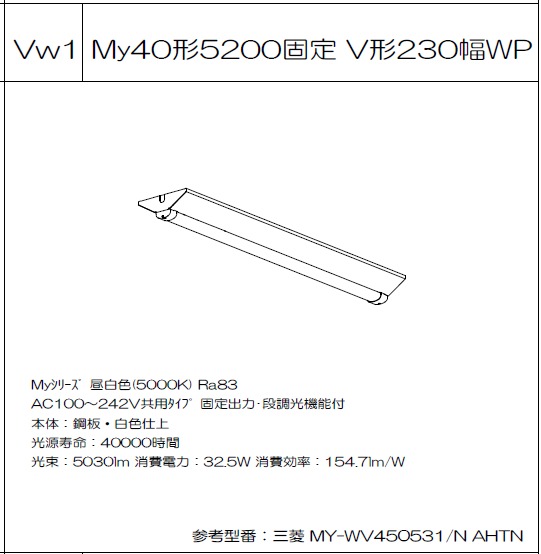 Vw1 My40形5200固定 V形230幅WP
Myｼﾘｰｽﾞ 昼白色(5000K) Ra83
AC100～242V共用ﾀｲﾌﾟ 固定出力･段調光機能付
本体：鋼板・白色仕上
光源寿命：40000時間
光束：5030lm 消費電力：32.5W 消費効率：154.7lm/W
参考型番：三菱 MY-WV450531/N AHTN